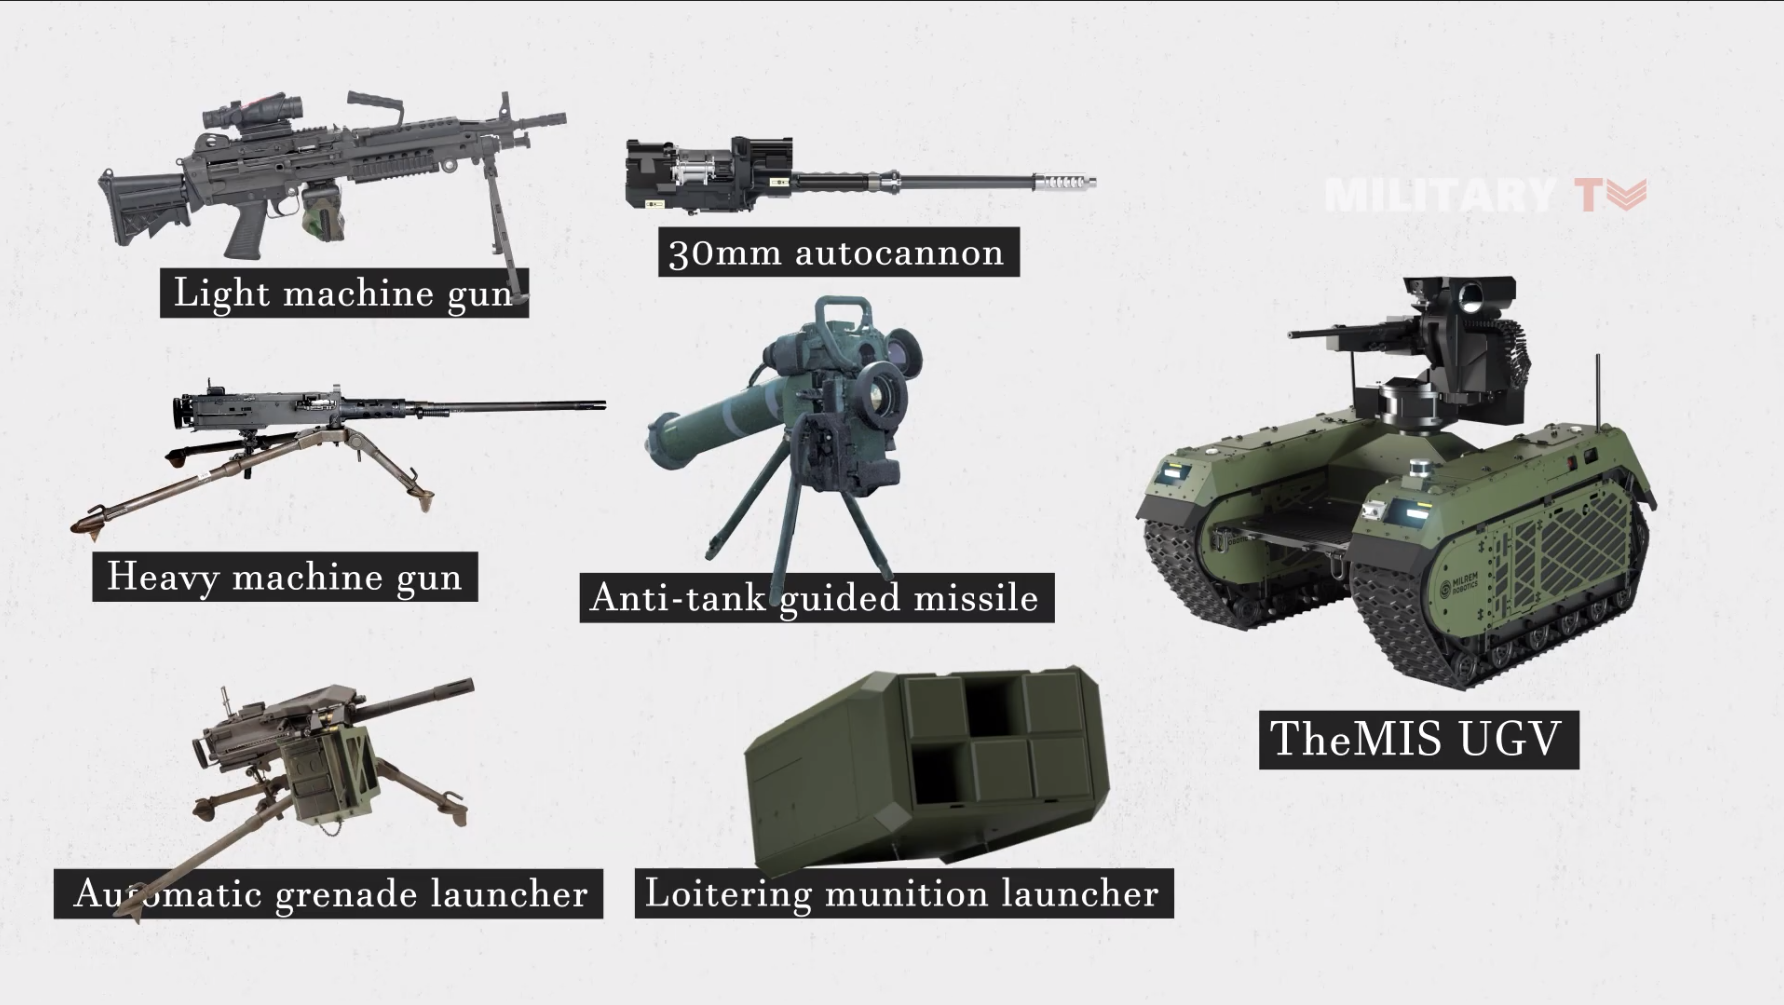 Light machine gun
30mm autocannon
MILITARY TV
Heavy machine gun
Anti-tank guided missile
MILREM
ROBOTICS
TheMIS UGV
Automatic grenade launcher
Loitering munition launcher